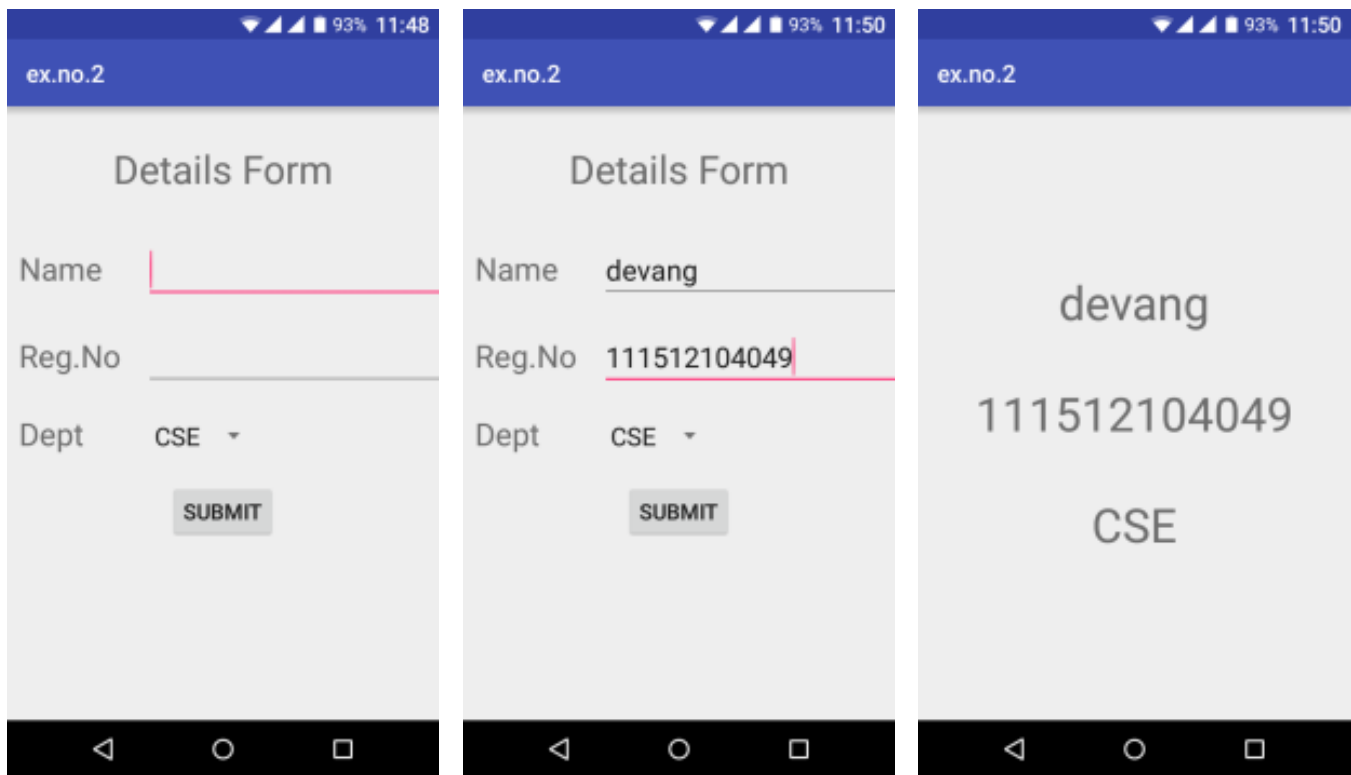 93% 11:48
ex.no.2
Details Form
Name
Reg.No
Dept CSE
SUBMIT
93% 11:50
ex.no.2
Details Form
Name devang
Reg.No 111512104049
Dept CSE
SUBMIT
93% 11:50
ex.no.2
devang
111512104049
CSE